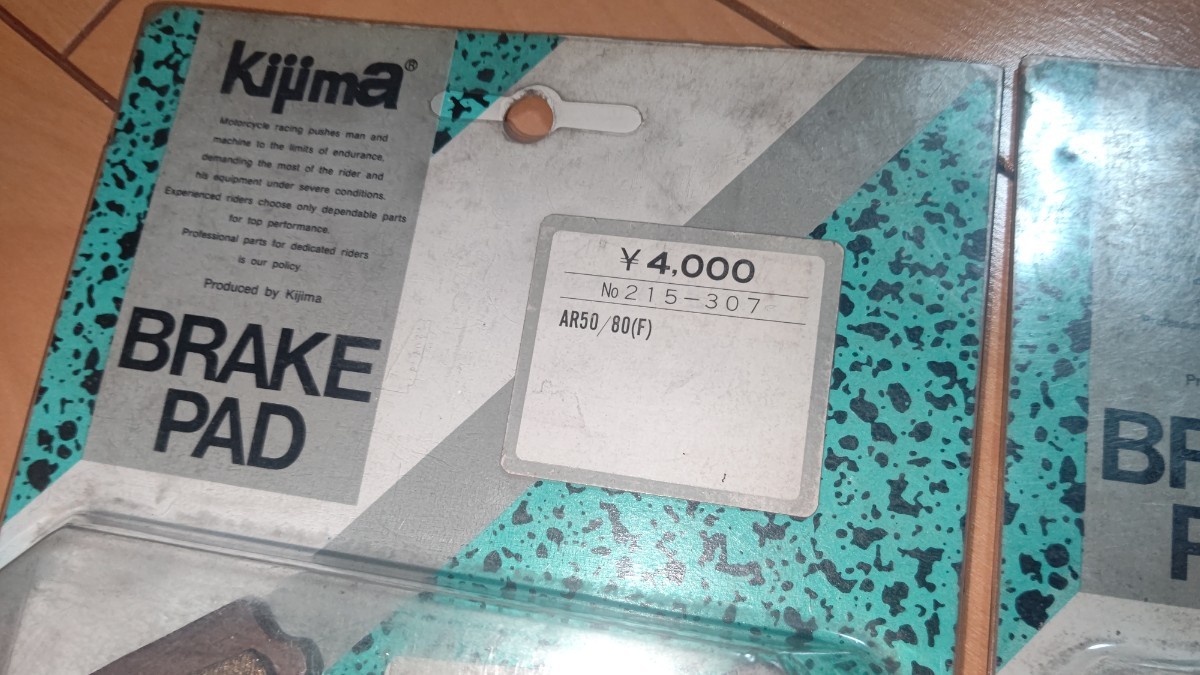 Kijima®
Motorcycle racing pushes man and
machine to the limits of endurance,
demanding the most of the rider and
his equipment under severe conditions.
Experienced riders choose only dependable parts
for top performance.
Professional parts for dedicated riders
is our policy.
Produced by Kijima
BRAKE
PAD
¥4,000
No 215-307
AR50/80(F)